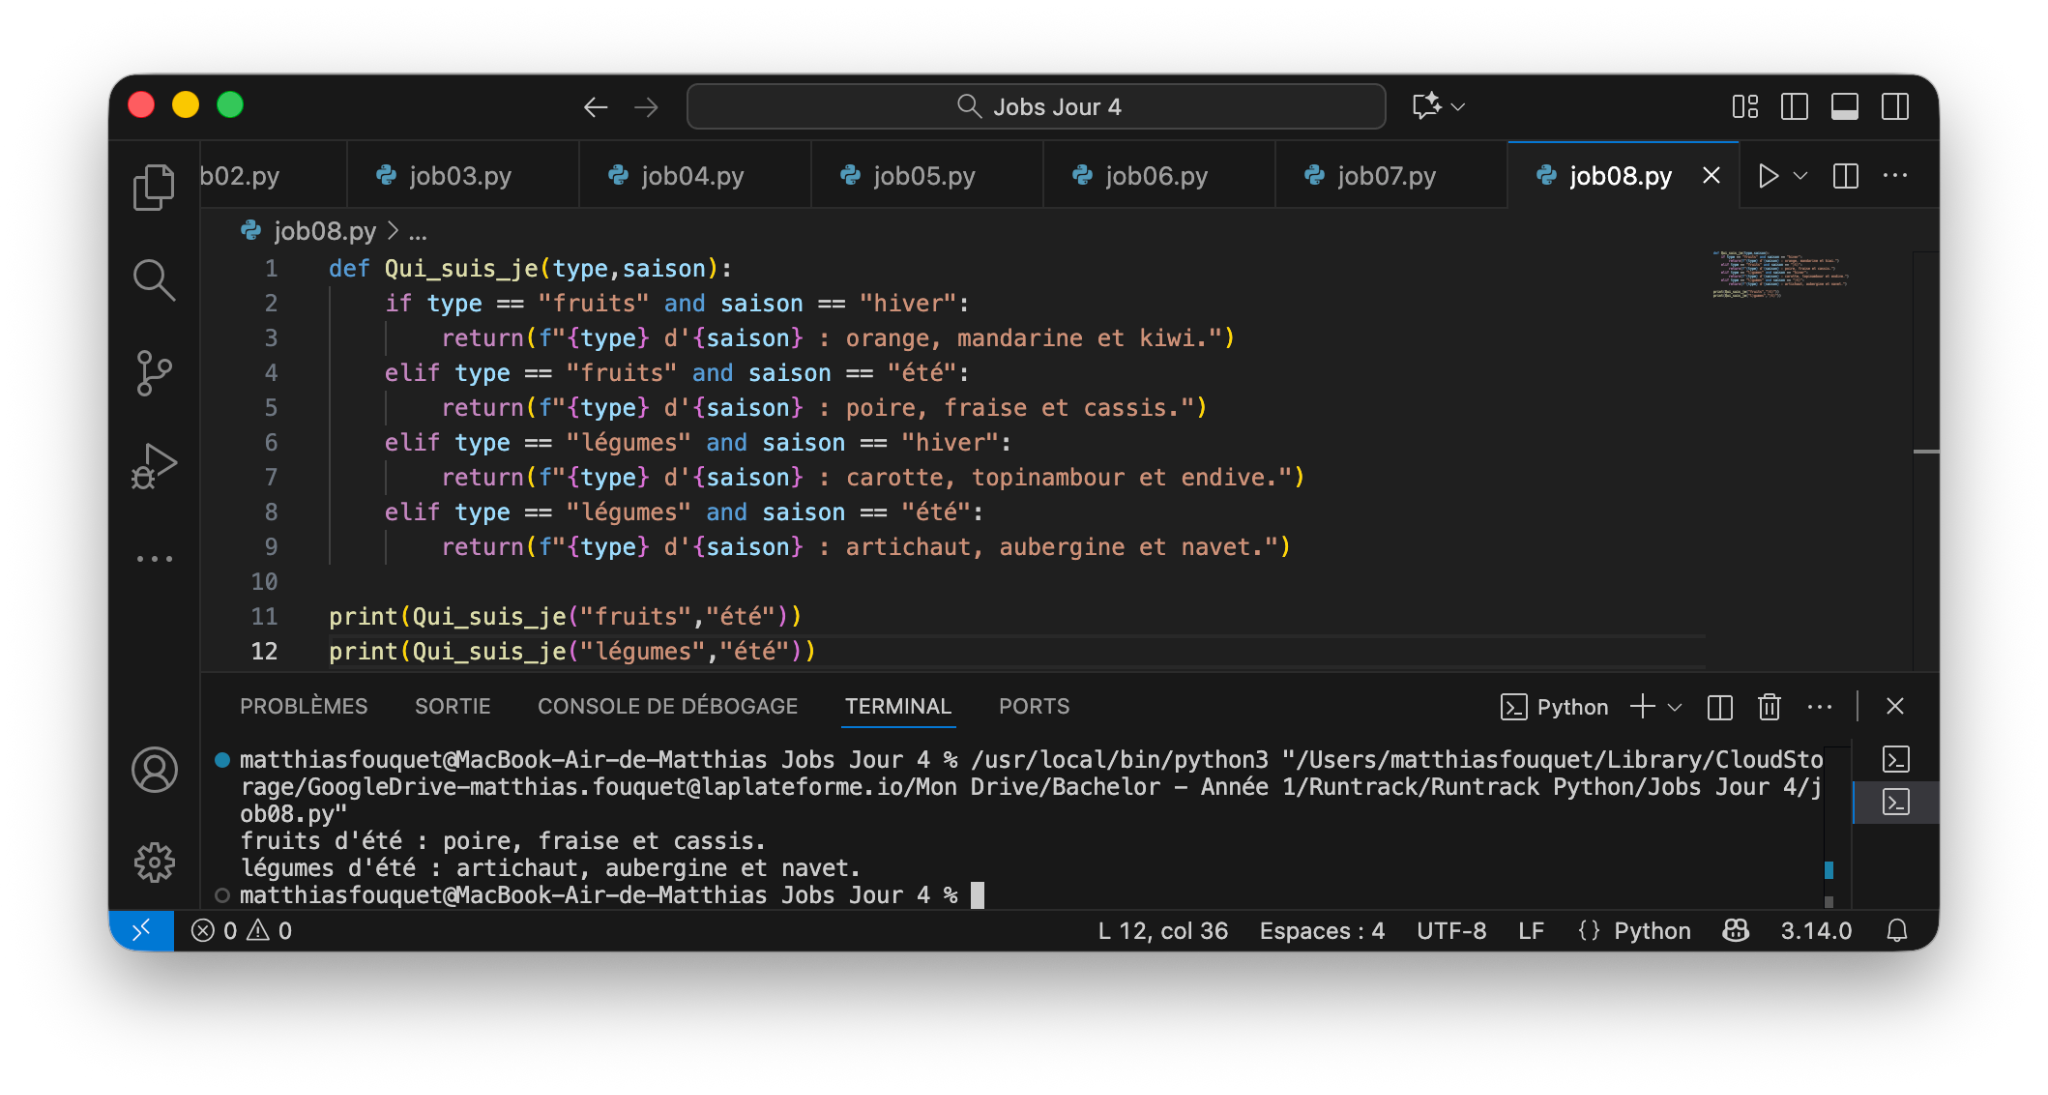 Jobs Jour 4
b02.py
job03.py
job04.py
job05.py
job06.py
job07.py
job08.py
job08.py > ...
1 def Qui_suis_je(type,saison):
2 if type == "fruits" and saison == "hiver":
3 return(f"{type} d'{saison} : orange, mandarine et kiwi.")
4 elif type == "fruits" and saison == "été":
5 return(f"{type} d'{saison} : poire, fraise et cassis.")
6 elif type == "légumes" and saison == "hiver":
7 return(f"{type} d'{saison} : carotte, topinambour et endive.")
8 elif type == "légumes" and saison == "été":
9 return(f"{type} d'{saison} : artichaut, aubergine et navet.")
10
11 print(Qui_suis_je("fruits","été"))
12 print(Qui_suis_je("légumes","été"))
PROBLÈMES SORTIE CONSOLE DE DÉBOGAGE TERMINAL PORTS Python
matthiasfouquet@MacBook-Air-de-Matthias Jobs Jour 4 % /usr/local/bin/python3 "/Users/matthiasfouquet/Library/CloudSto
rage/GoogleDrive-matthias.fouquet@laplateforme.io/Mon Drive/Bachelor - Année 1/Runtrack/Runtrack Python/Jobs Jour 4/j
ob08.py"
fruits d'été : poire, fraise et cassis.
légumes d'été : artichaut, aubergine et navet.
matthiasfouquet@MacBook-Air-de-Matthias Jobs Jour 4 %
0 0 L 12, col 36 Espaces : 4 UTF-8 LF {} Python 3.14.0